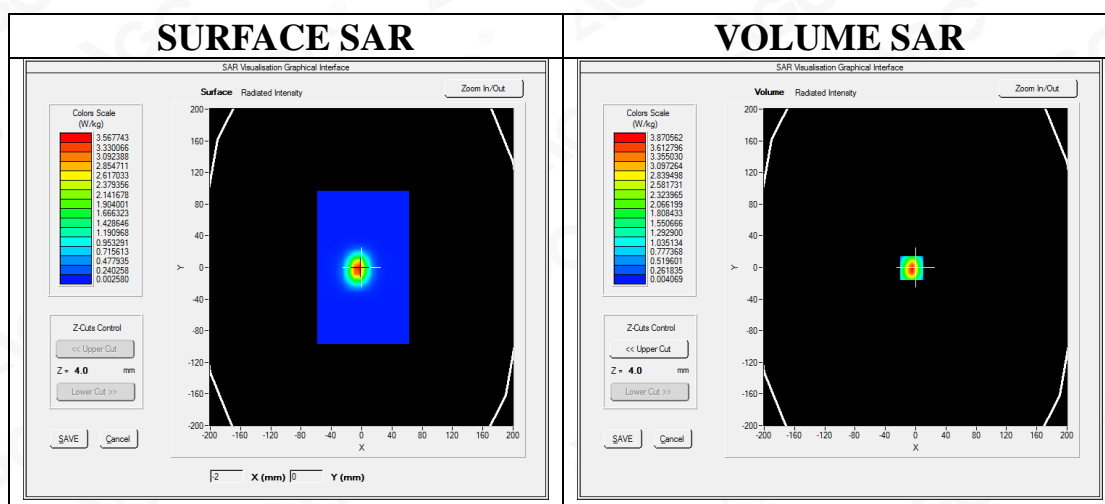 SURFACE SAR
SAR Visualisation Graphical Interface
Surface Radiated Intensity
Zoom In/Out
Colors Scale
(W/kg)
3.567743
3.330066
3.092388
2.854711
2.617033
2.379356
2.141678
1.904001
1.666323
1.428646
1.190968
0.953291
0.715613
0.477935
0.240258
0.002580
200
160
120
80
40
0
-40
-80
-120
-160
-200
Y
-200 -160 -120 -80 -40 0 40 80 120 160 200
X
Z-Cuts Control
<< Upper Cut
Z = 4.0 mm
Lower Cut >>
SAVE Cancel
-2 X (mm) 0 Y (mm)
VOLUME SAR
SAR Visualisation Graphical Interface
Volume Radiated Intensity
Zoom In/Out
Colors Scale
(W/kg)
3.870562
3.612796
3.355030
3.097264
2.839498
2.581731
2.323965
2.066199
1.808433
1.550666
1.292900
1.035134
0.777368
0.519601
0.261835
0.004069
200
160
120
80
40
0
-40
-80
-120
-160
-200
Y
-200 -160 -120 -80 -40 0 40 80 120 160 200
X
Z-Cuts Control
<< Upper Cut
Z = 4.0 mm
Lower Cut >>
SAVE Cancel